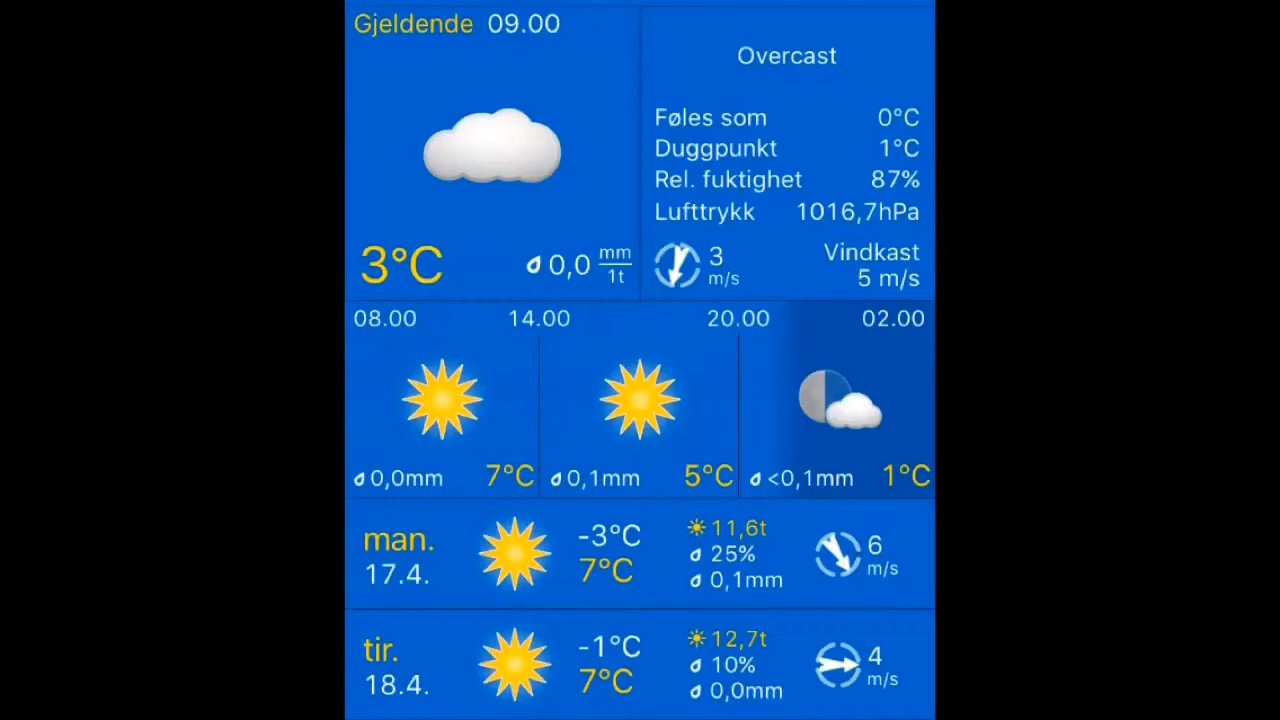 Gjeldende 09.00
Overcast
Føles som 0°C
Duggpunkt 1°C
Rel. fuktighet 87%
Lufttrykk 1016,7hPa
3°C 0,0 mm/1t
3 m/s
Vindkast
5 m/s
08.00 14.00 20.00 02.00
0,0mm 7°C 0,1mm 5°C <0,1mm 1°C
man.
17.4.
-3°C
7°C
11,6t
25%
0,1mm
6
m/s
tir.
18.4.
-1°C
7°C
12,7t
10%
0,0mm
4
m/s